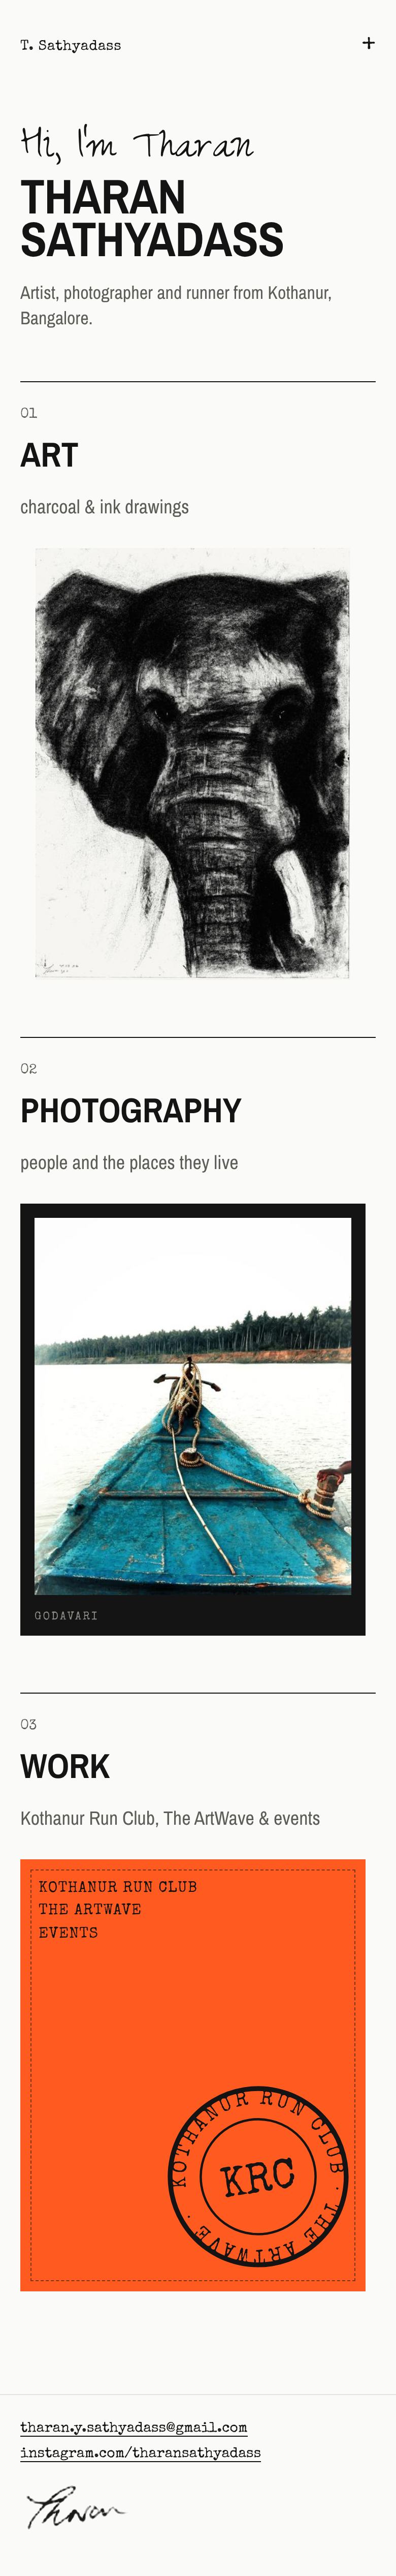 T. Sathyadass
Hi, I'm Tharan
THARAN
SATHYADASS
Artist, photographer and runner from Kothanur,
Bangalore.
01
ART
charcoal & ink drawings
02
PHOTOGRAPHY
people and the places they live
GODAVARI
03
WORK
Kothanur Run Club, The ArtWave & events
KOTHANUR RUN CLUB
THE ARTWAVE
EVENTS
KOTHANUR RUN CLUB · THE ARTWAVE ·
KRC
tharan.y.sathyadass@gmail.com
instagram.com/tharansathyadass
Tharan